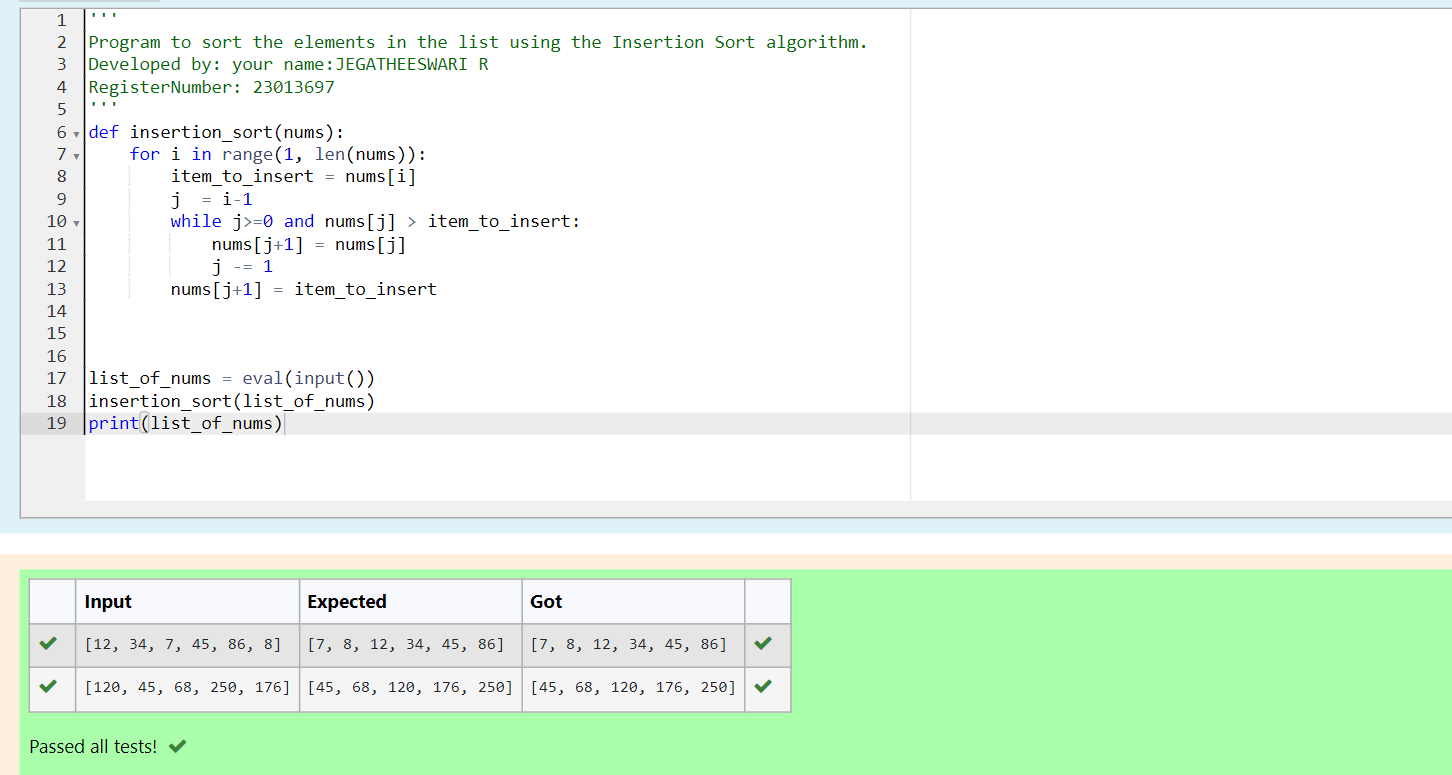 1 '''
2 Program to sort the elements in the list using the Insertion Sort algorithm.
3 Developed by: your name:JEGATHEESWARI R
4 RegisterNumber: 23013697
5 '''
6 def insertion_sort(nums):
7     for i in range(1, len(nums)):
8         item_to_insert = nums[i]
9         j  = i-1
10         while j>=0 and nums[j] > item_to_insert:
11             nums[j+1] = nums[j]
12             j -= 1
13         nums[j+1] = item_to_insert
14
15
16
17 list_of_nums = eval(input())
18 insertion_sort(list_of_nums)
19 print(list_of_nums)
Input Expected Got
[12, 34, 7, 45, 86, 8] [7, 8, 12, 34, 45, 86] [7, 8, 12, 34, 45, 86]
[120, 45, 68, 250, 176] [45, 68, 120, 176, 250] [45, 68, 120, 176, 250]
Passed all tests!